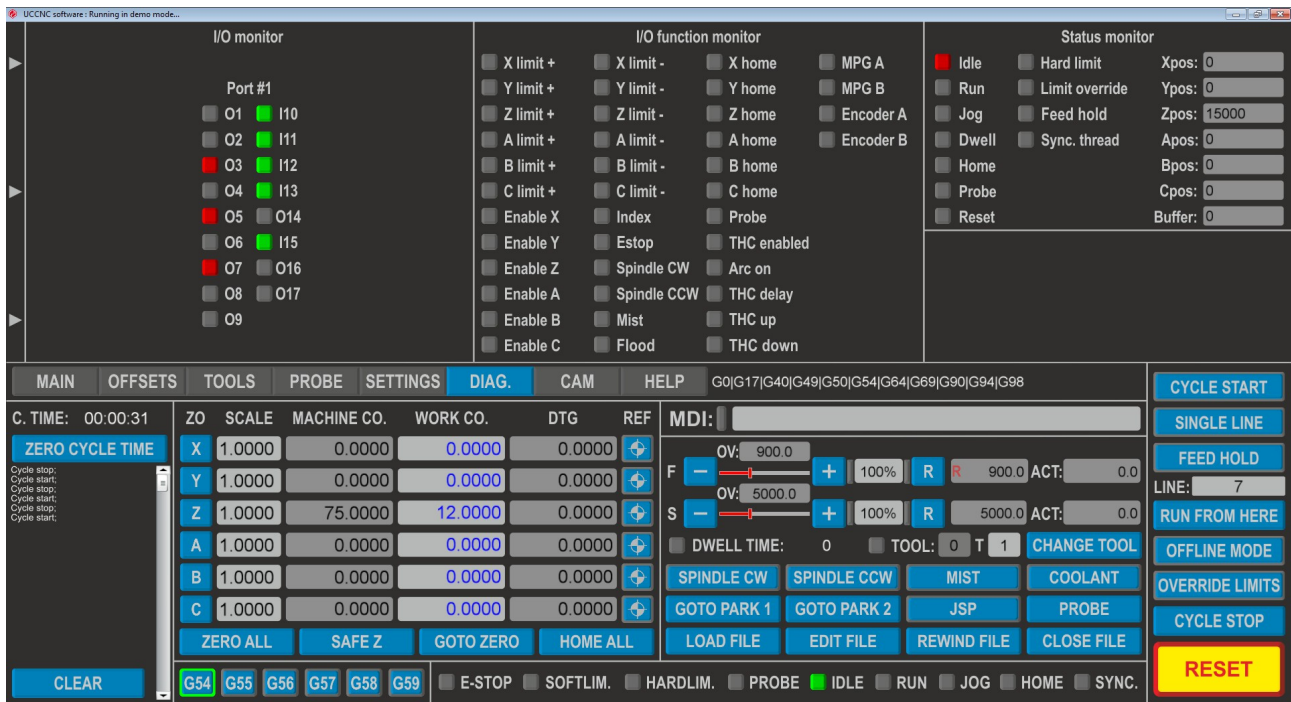 UCCNC software : Running in demo mode...
I/O monitor I/O function monitor Status monitor
X limit + X limit - X home MPG A Idle Hard limit Xpos: 0
Port #1 Y limit + Y limit - Y home MPG B Run Limit override Ypos: 0
O1 I10 Z limit + Z limit - Z home Encoder A Jog Feed hold Zpos: 15000
O2 I11 A limit + A limit - A home Encoder B Dwell Sync. thread Apos: 0
O3 I12 B limit + B limit - B home Home Bpos: 0
O4 I13 C limit + C limit - C home Probe Cpos: 0
O5 O14 Enable X Index Probe Reset Buffer: 0
O6 I15 Enable Y Estop THC enabled
O7 O16 Enable Z Spindle CW Arc on
O8 O17 Enable A Spindle CCW THC delay
O9 Enable B Mist THC up
Enable C Flood THC down
MAIN OFFSETS TOOLS PROBE SETTINGS DIAG. CAM HELP G0|G17|G40|G49|G50|G54|G64|G69|G90|G94|G98 CYCLE START
C. TIME: 00:00:31 ZO SCALE MACHINE CO. WORK CO. DTG REF MDI: SINGLE LINE
ZERO CYCLE TIME X 1.0000 0.0000 0.0000 0.0000 OV: 900.0 FEED HOLD
Cycle stop;
Cycle start;
Cycle stop;
Cycle start;
Cycle stop;
Cycle start;
F − + 100% R R 900.0 ACT: 0.0
Y 1.0000 0.0000 0.0000 0.0000 OV: 5000.0 LINE: 7
Z 1.0000 75.0000 12.0000 0.0000 S − + 100% R 5000.0 ACT: 0.0 RUN FROM HERE
A 1.0000 0.0000 0.0000 0.0000 DWELL TIME: 0 TOOL: 0 T 1 CHANGE TOOL OFFLINE MODE
B 1.0000 0.0000 0.0000 0.0000 SPINDLE CW SPINDLE CCW MIST COOLANT OVERRIDE LIMITS
C 1.0000 0.0000 0.0000 0.0000 GOTO PARK 1 GOTO PARK 2 JSP PROBE CYCLE STOP
ZERO ALL SAFE Z GOTO ZERO HOME ALL LOAD FILE EDIT FILE REWIND FILE CLOSE FILE
CLEAR G54 G55 G56 G57 G58 G59 E-STOP SOFTLIM. HARDLIM. PROBE IDLE RUN JOG HOME SYNC. RESET